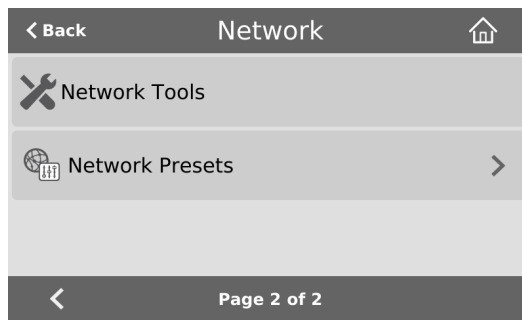 Back Network
Network Tools
Network Presets
Page 2 of 2